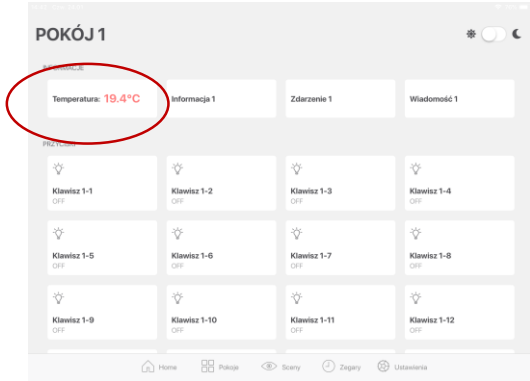 POKÓJ 1
INFORMACJE
Temperatura: 19.4°C
Informacja 1
Zdarzenie 1
Wiadomość 1
PRZYCISKI
Klawisz 1-1
OFF
Klawisz 1-2
OFF
Klawisz 1-3
OFF
Klawisz 1-4
OFF
Klawisz 1-5
OFF
Klawisz 1-6
OFF
Klawisz 1-7
OFF
Klawisz 1-8
OFF
Klawisz 1-9
OFF
Klawisz 1-10
OFF
Klawisz 1-11
OFF
Klawisz 1-12
OFF
Home
Pokoje
Sceny
Zegary
Ustawienia